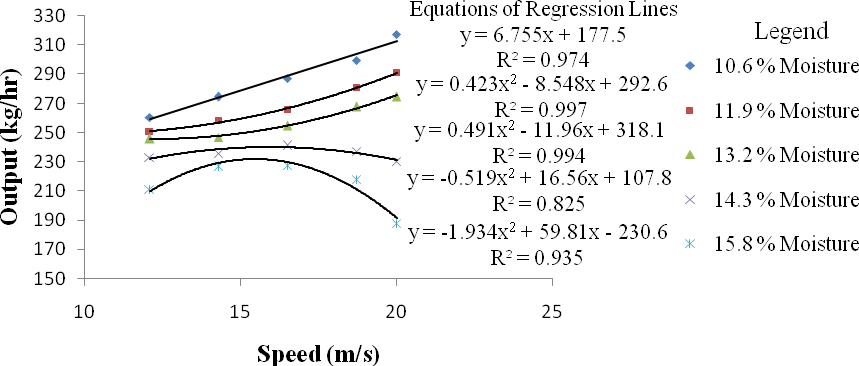 Equations of Regression Lines
y = 6.755x + 177.5
R² = 0.974
y = 0.423x² - 8.548x + 292.6
R² = 0.997
y = 0.491x² - 11.96x + 318.1
R² = 0.994
y = -0.519x² + 16.56x + 107.8
R² = 0.825
y = -1.934x² + 59.81x - 230.6
R² = 0.935
Legend
10.6 % Moisture
11.9 % Moisture
13.2 % Moisture
14.3 % Moisture
15.8 % Moisture
Output (kg/hr)
330
310
290
270
250
230
210
190
170
150
10
15
20
25
Speed (m/s)